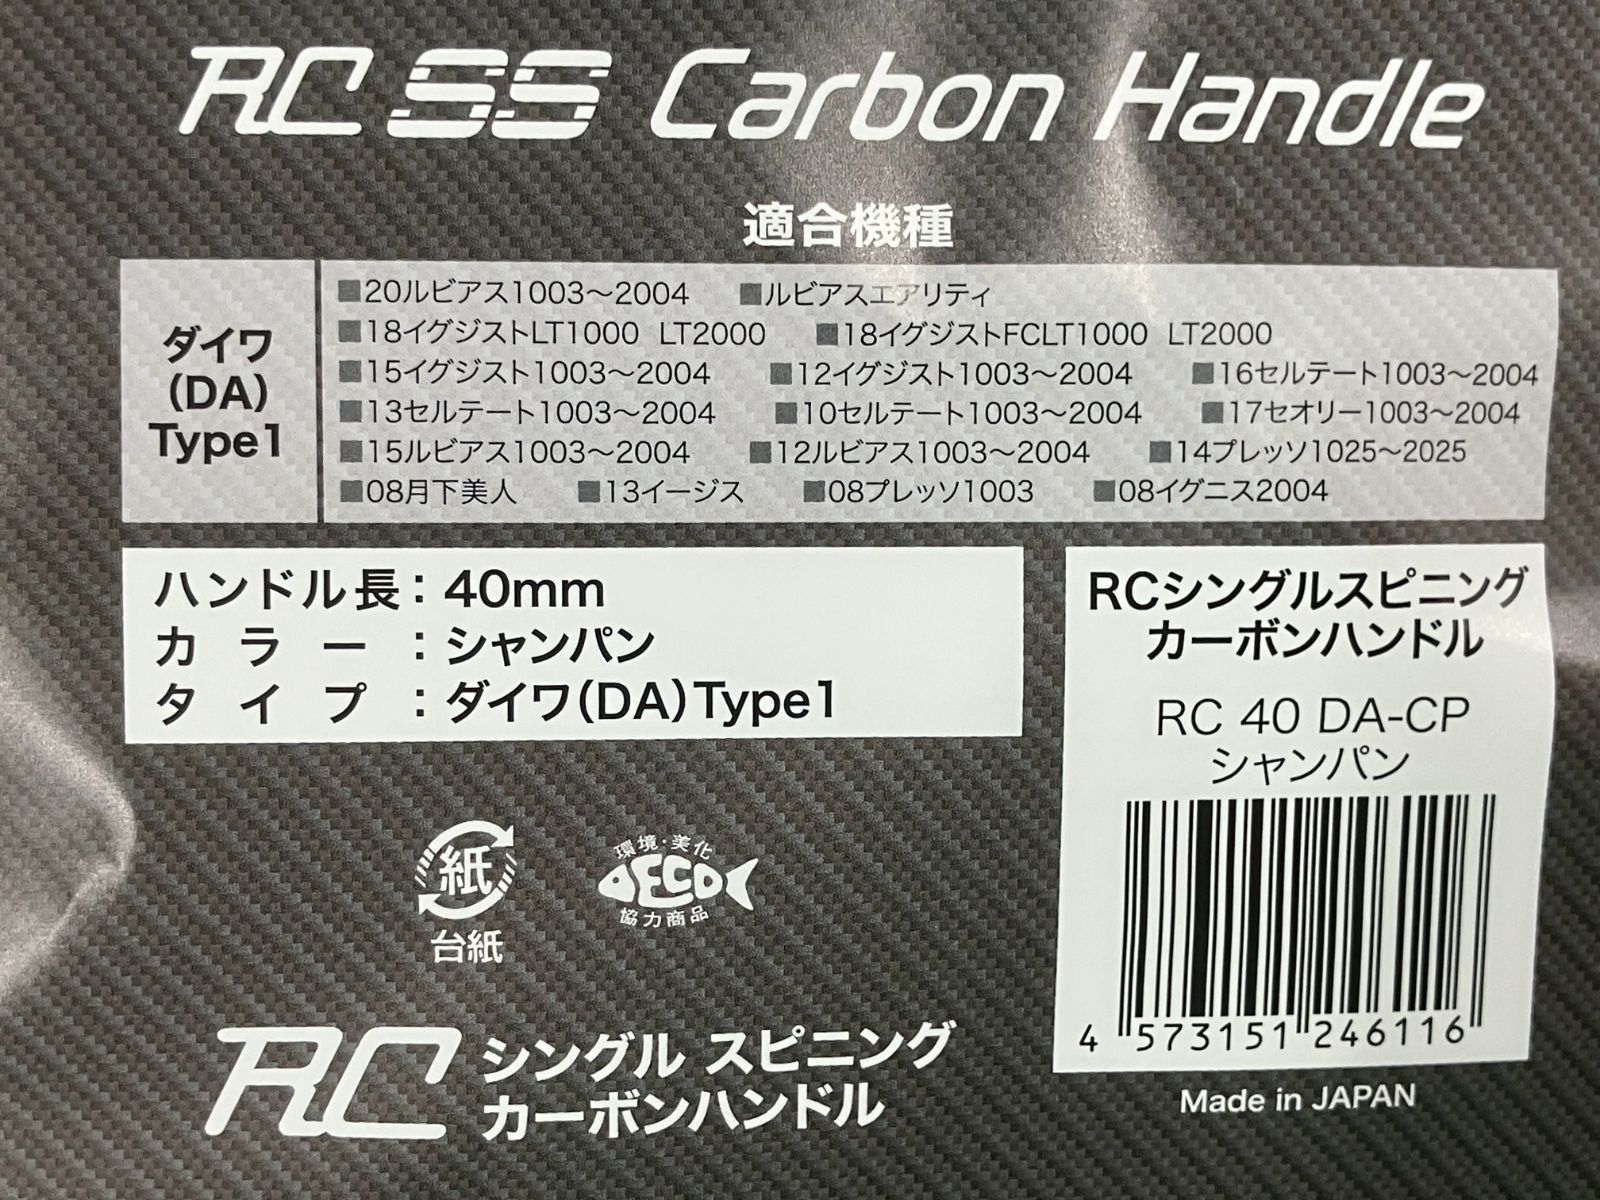 RC SS Carbon Handle
適合機種
ダイワ
(DA)
Type1
■20ルビアス1003～2004 ■ルビアスエアリティ
■18イグジストLT1000 LT2000 ■18イグジストFCLT1000 LT2000
■15イグジスト1003～2004 ■12イグジスト1003～2004 ■16セルテート1003～2004
■13セルテート1003～2004 ■10セルテート1003～2004 ■17セオリー1003～2004
■15ルビアス1003～2004 ■12ルビアス1003～2004 ■14プレッソ1025～2025
■08月下美人 ■13イージス ■08プレッソ1003 ■08イグニス2004
ハンドル長：40mm
カラー：シャンパン
タイプ：ダイワ(DA)Type1
RCシングルスピニング
カーボンハンドル
RC 40 DA-CP
シャンパン
4 573151 246116
Made in JAPAN
紙
台紙
環境・美化
ECO
協力商品
RC シングル スピニング
カーボンハンドル